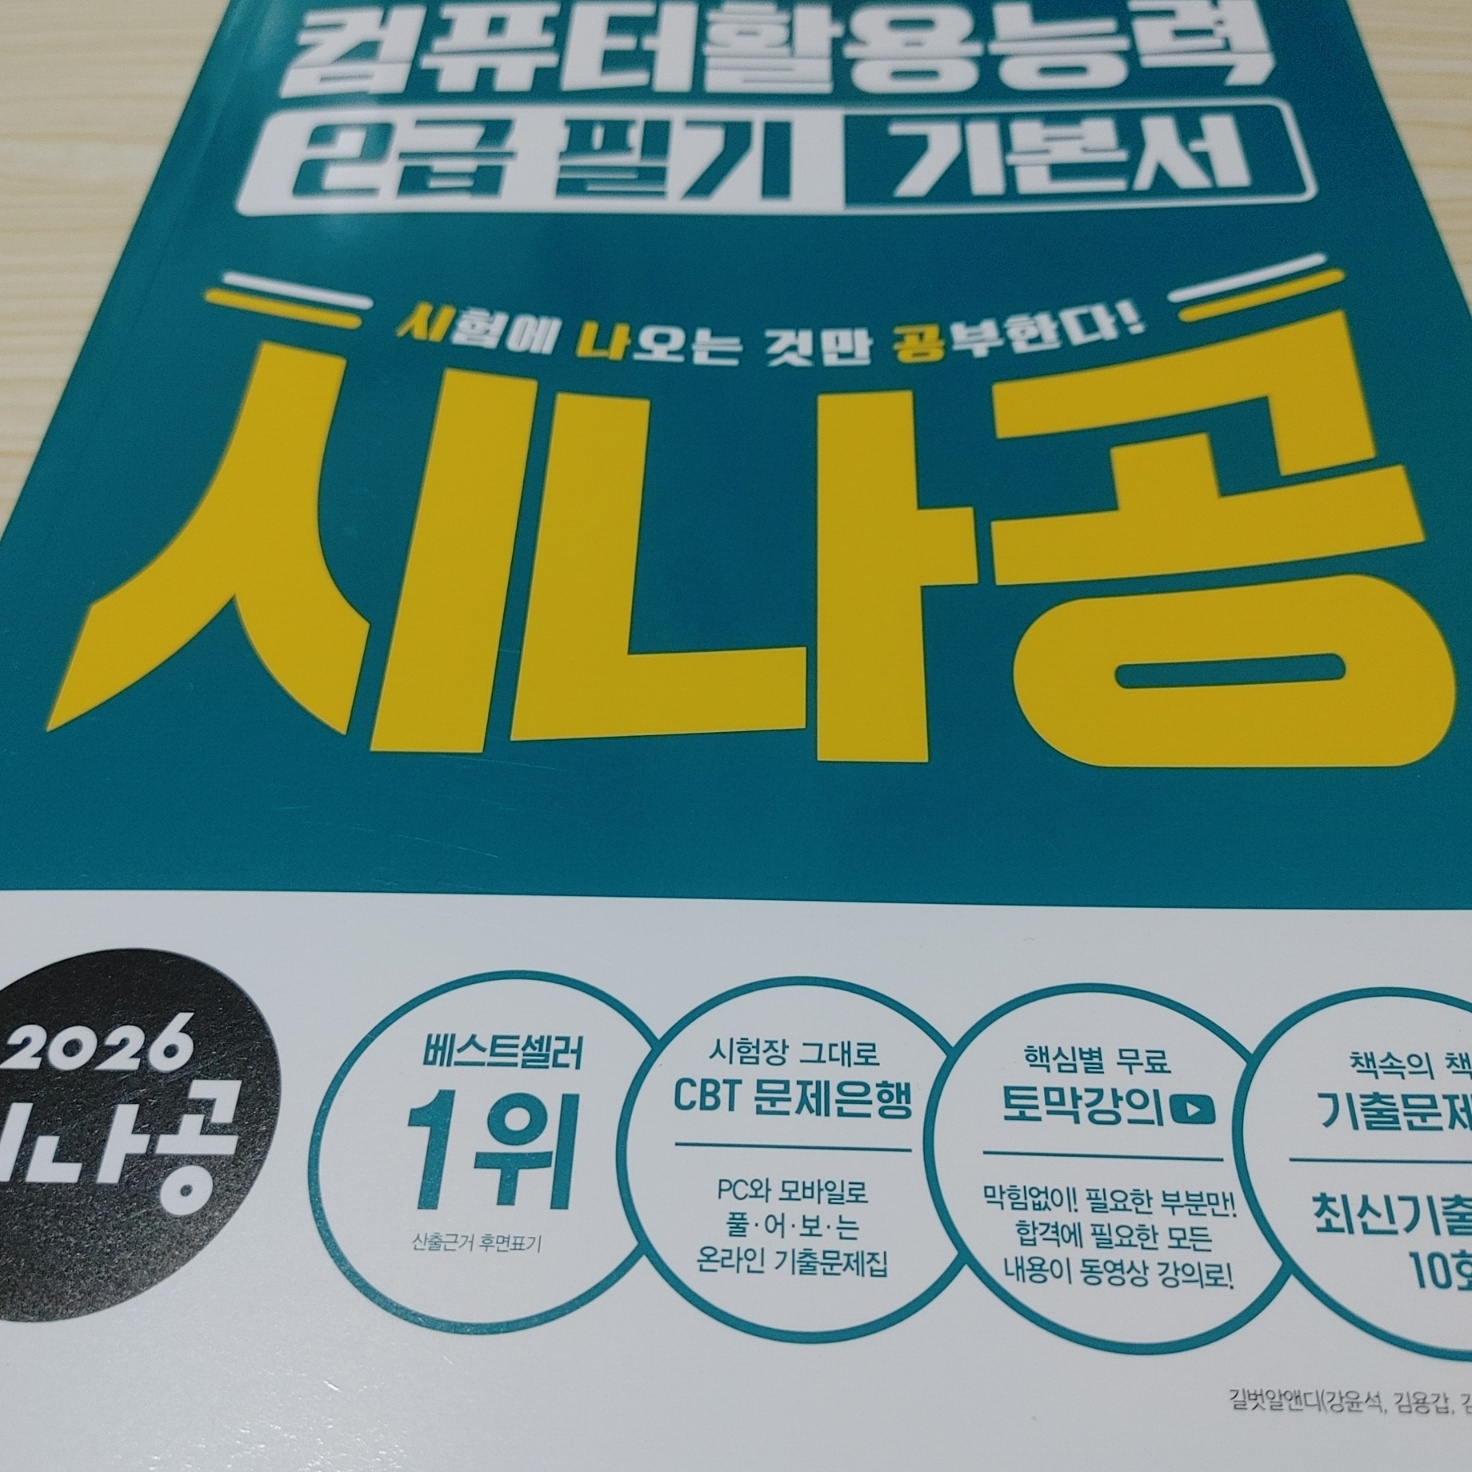 컴퓨터활용능력
2급 필기 기본서
시험에 나오는 것만 공부한다!
시나공
2026
나공
베스트셀러
1위
산출근거 후면표기
시험장 그대로
CBT 문제은행
PC와 모바일로
풀·어·보·는
온라인 기출문제집
핵심별 무료
토막강의
막힘없이! 필요한 부분만!
합격에 필요한 모든
내용이 동영상 강의로!
책속의 책
기출문제
최신기출
10회
길벗알앤디(강윤석, 김용갑,